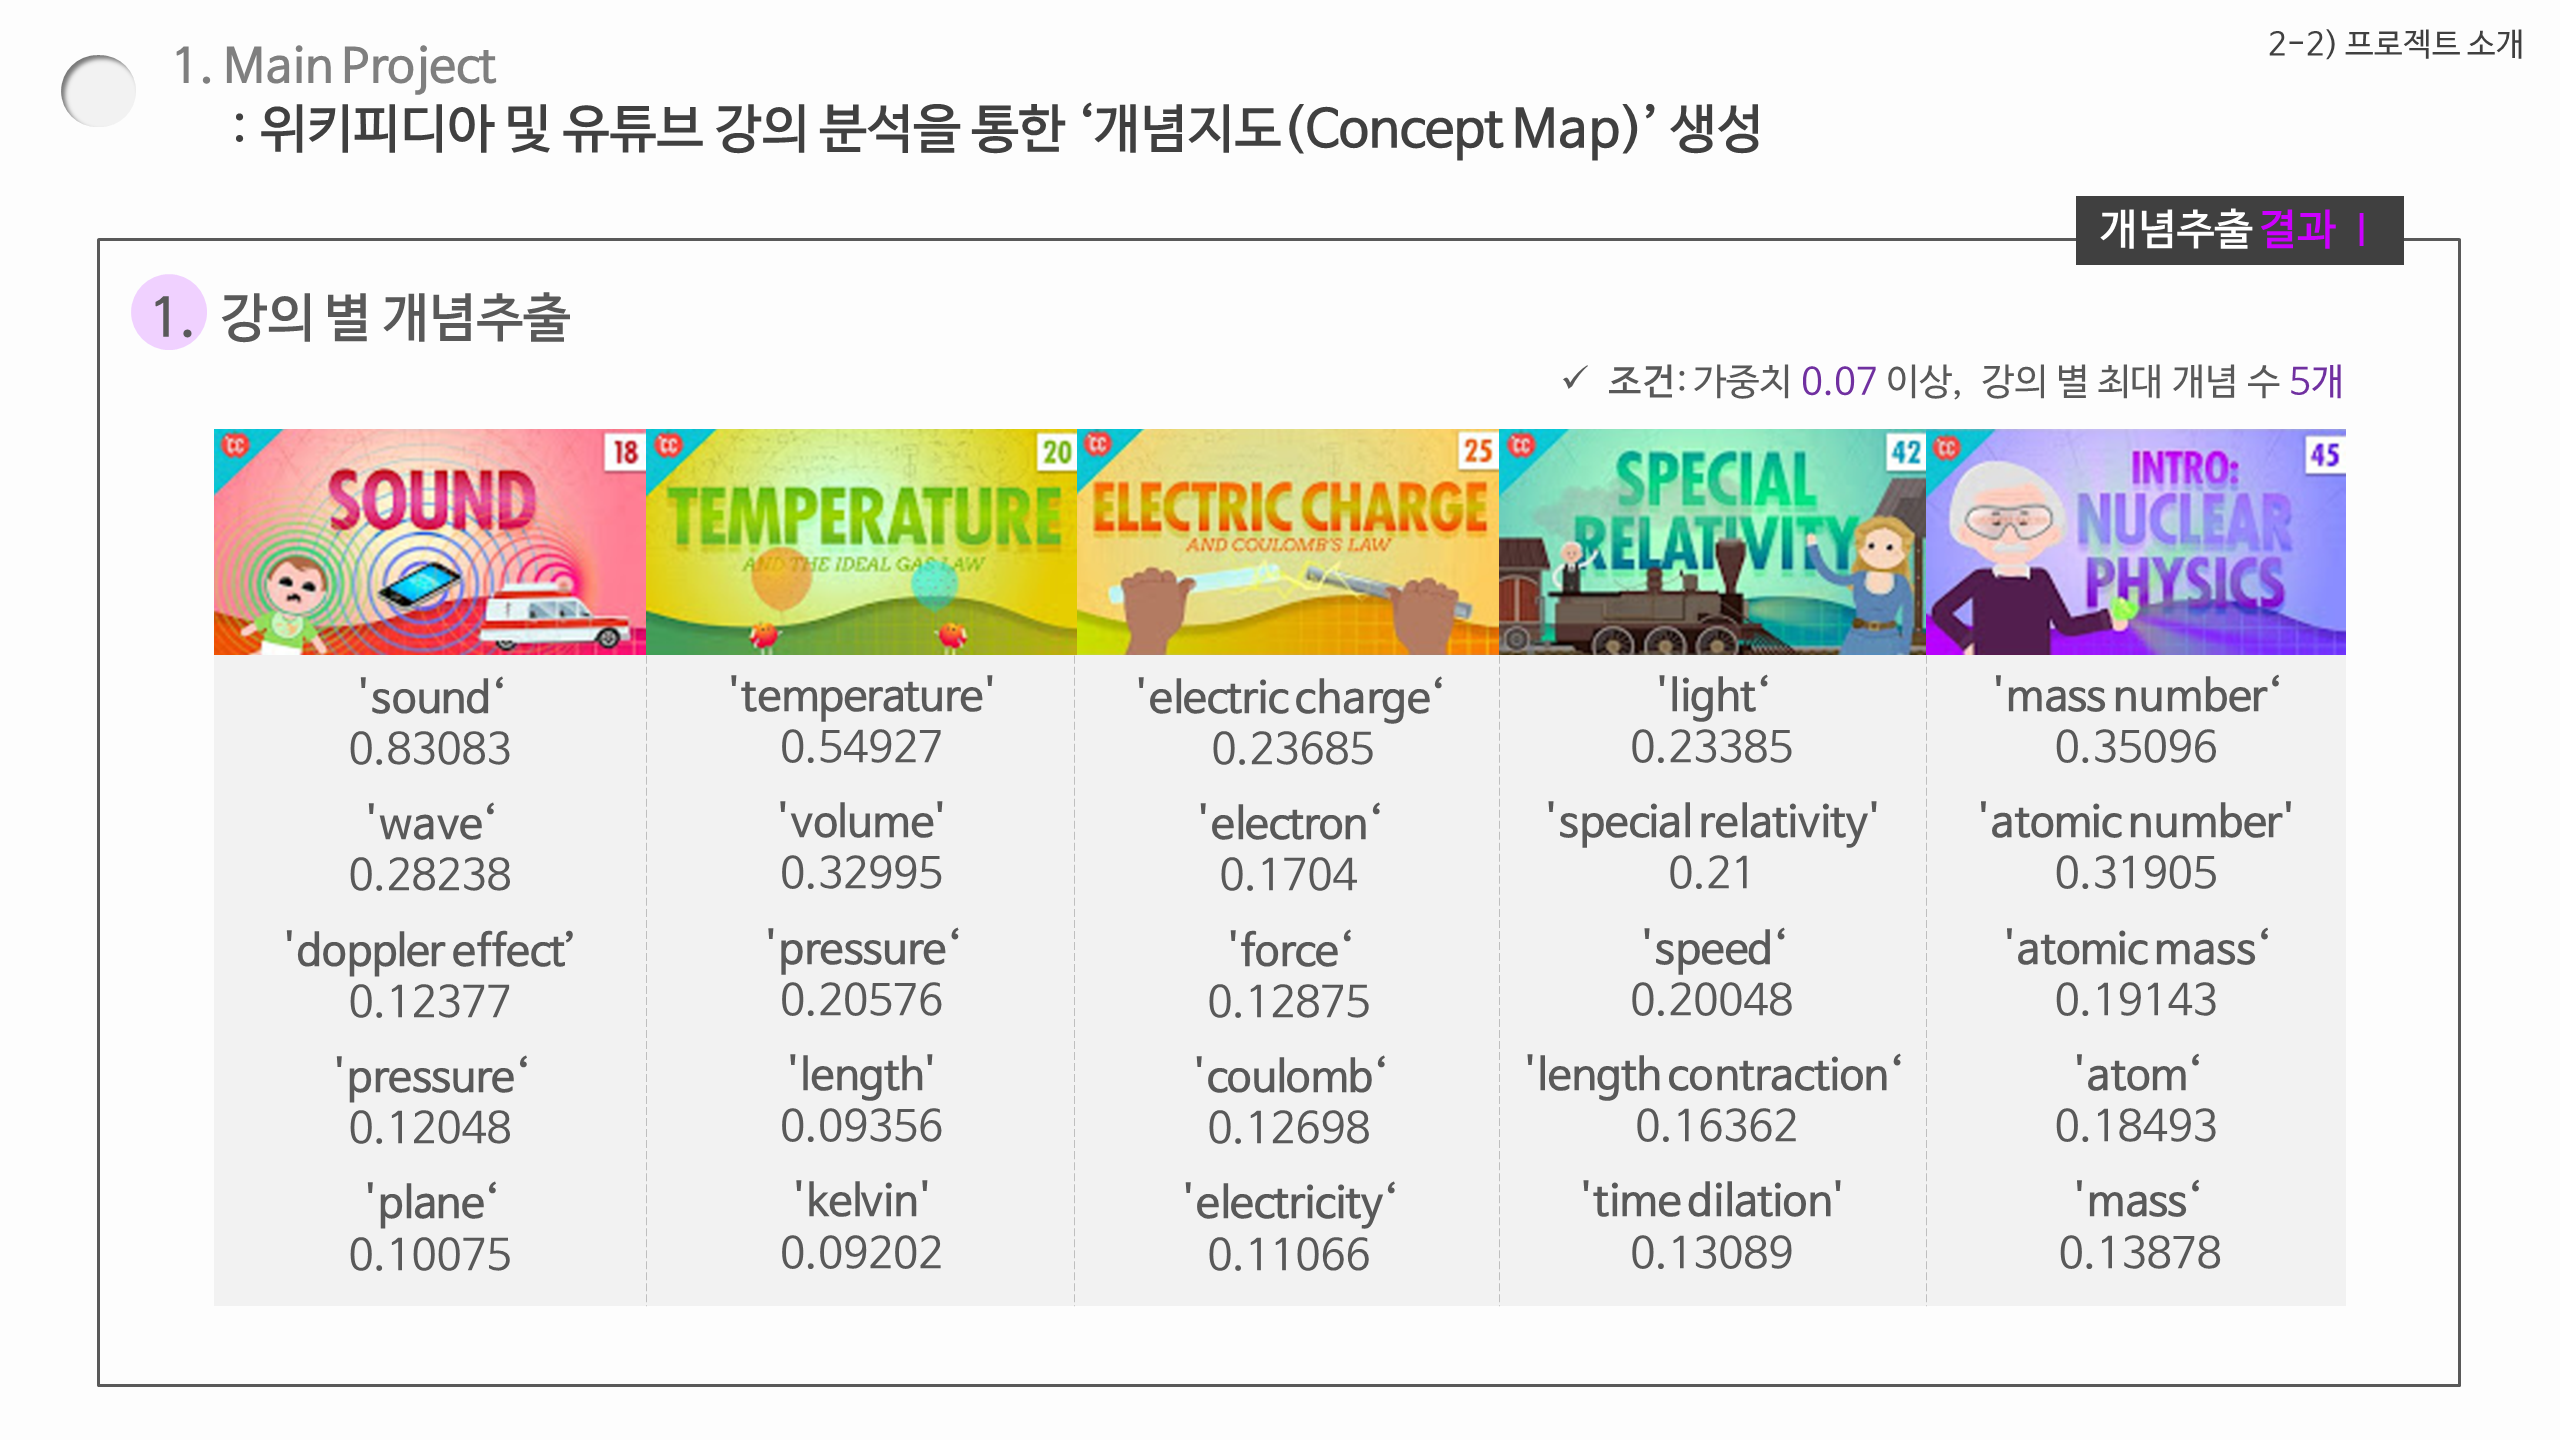 2-2) 프로젝트 소개
1. Main Project
: 위키피디아 및 유튜브 강의 분석을 통한 ‘개념지도(Concept Map)’ 생성
개념추출 결과 Ⅰ
1. 강의 별 개념추출
✓ 조건: 가중치 0.07 이상, 강의 별 최대 개념 수 5개
CC
18
SOUND
CC
20
TEMPERATURE
AND THE IDEAL GAS LAW
CC
25
ELECTRIC CHARGE
AND COULOMB'S LAW
CC
42
SPECIAL
RELATIVITY
CC
45
INTRO:
NUCLEAR
PHYSICS
'sound‘
0.83083
'wave‘
0.28238
'doppler effect’
0.12377
'pressure‘
0.12048
'plane‘
0.10075
'temperature'
0.54927
'volume'
0.32995
'pressure‘
0.20576
'length'
0.09356
'kelvin'
0.09202
'electric charge‘
0.23685
'electron‘
0.1704
'force‘
0.12875
'coulomb‘
0.12698
'electricity‘
0.11066
'light‘
0.23385
'special relativity'
0.21
'speed‘
0.20048
'length contraction‘
0.16362
'time dilation'
0.13089
'mass number‘
0.35096
'atomic number'
0.31905
'atomic mass‘
0.19143
'atom‘
0.18493
'mass‘
0.13878